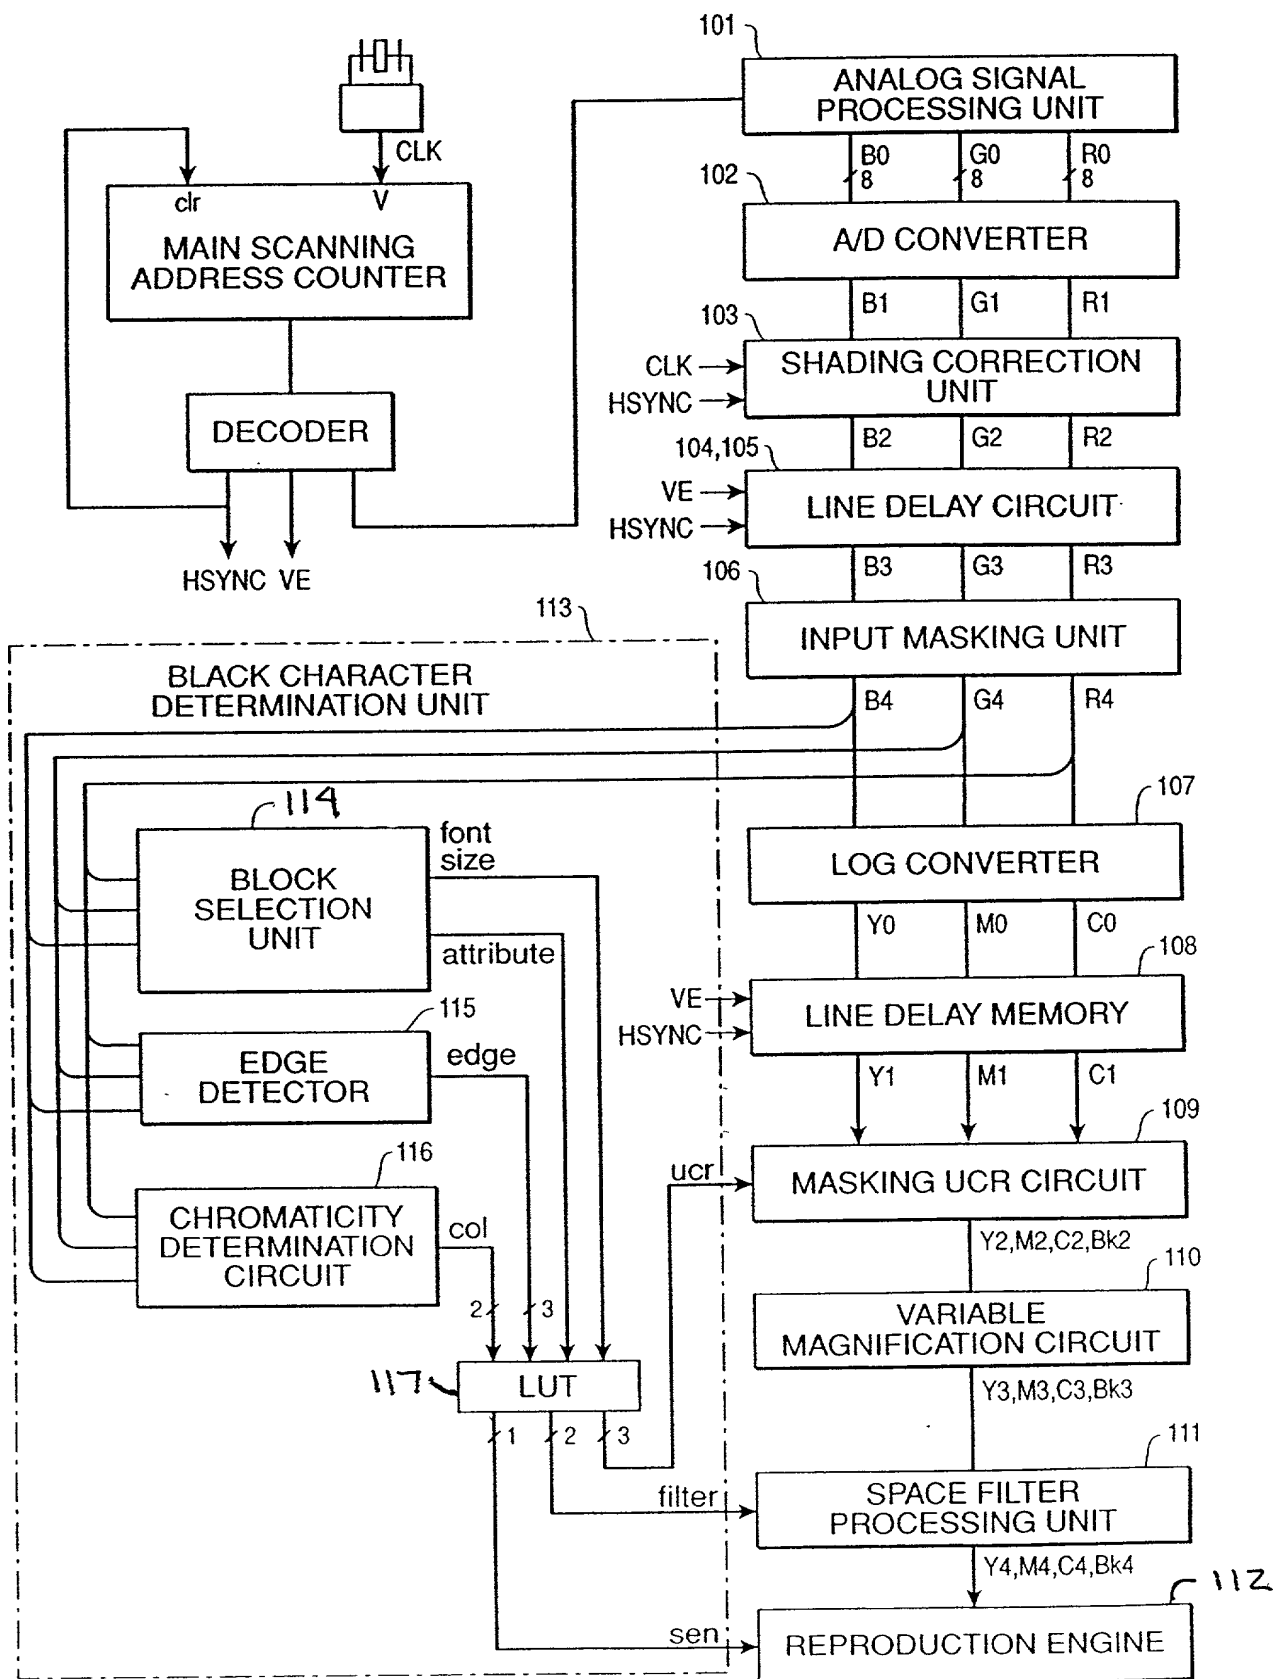 101
ANALOG SIGNAL
PROCESSING UNIT
CLK
B0 G0 R0
8 8 8
102
clr V
MAIN SCANNING
ADDRESS COUNTER
A/D CONVERTER
B1 G1 R1
103
CLK
HSYNC
SHADING CORRECTION
UNIT
DECODER
B2 G2 R2
104,105
VE
HSYNC
LINE DELAY CIRCUIT
HSYNC VE
B3 G3 R3
106
INPUT MASKING UNIT
113
BLACK CHARACTER
DETERMINATION UNIT
B4 G4 R4
107
LOG CONVERTER
114
font
size
BLOCK
SELECTION
UNIT
attribute
Y0 M0 C0
108
VE
HSYNC
LINE DELAY MEMORY
115
EDGE
DETECTOR
edge
Y1 M1 C1
109
MASKING UCR CIRCUIT
ucr
116
CHROMATICITY
DETERMINATION
CIRCUIT
col
Y2,M2,C2,Bk2
110
VARIABLE
MAGNIFICATION CIRCUIT
2 3
117
LUT
Y3,M3,C3,Bk3
1 2 3
111
SPACE FILTER
PROCESSING UNIT
filter
Y4,M4,C4,Bk4
112
sen
REPRODUCTION ENGINE